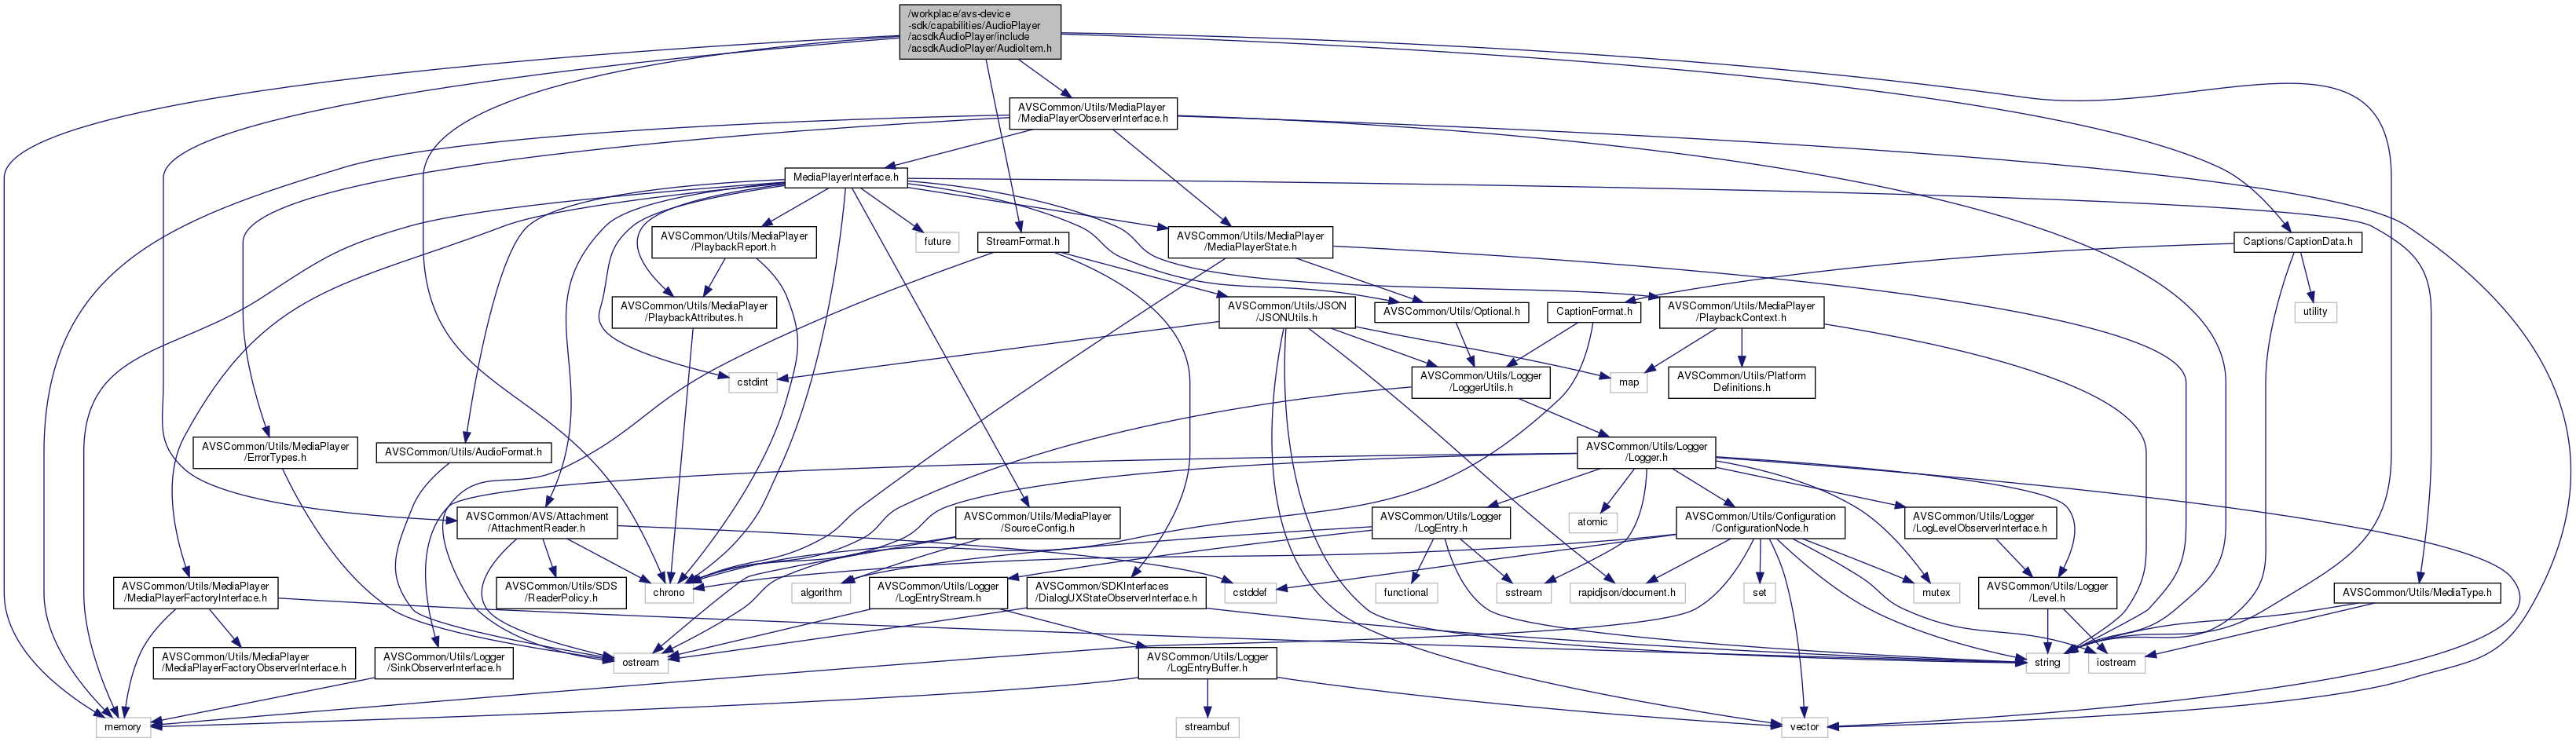 /workplace/avs-device
-sdk/capabilities/AudioPlayer
/acsdkAudioPlayer/include
/acsdkAudioPlayer/AudioItem.h
AVSCommon/Utils/MediaPlayer
/MediaPlayerObserverInterface.h
MediaPlayerInterface.h
AVSCommon/Utils/MediaPlayer
/PlaybackReport.h
future
StreamFormat.h
AVSCommon/Utils/MediaPlayer
/MediaPlayerState.h
Captions/CaptionData.h
AVSCommon/Utils/MediaPlayer
/PlaybackAttributes.h
AVSCommon/Utils/JSON
/JSONUtils.h
AVSCommon/Utils/Optional.h
CaptionFormat.h
AVSCommon/Utils/MediaPlayer
/PlaybackContext.h
utility
cstdint
AVSCommon/Utils/Logger
/LoggerUtils.h
map
AVSCommon/Utils/Platform
Definitions.h
AVSCommon/Utils/MediaPlayer
/ErrorTypes.h
AVSCommon/Utils/AudioFormat.h
AVSCommon/Utils/Logger
/Logger.h
AVSCommon/AVS/Attachment
/AttachmentReader.h
AVSCommon/Utils/MediaPlayer
/SourceConfig.h
AVSCommon/Utils/Logger
/LogEntry.h
atomic
AVSCommon/Utils/Configuration
/ConfigurationNode.h
AVSCommon/Utils/Logger
/LogLevelObserverInterface.h
AVSCommon/Utils/MediaPlayer
/MediaPlayerFactoryInterface.h
AVSCommon/Utils/SDS
/ReaderPolicy.h
chrono
algorithm
AVSCommon/Utils/Logger
/LogEntryStream.h
AVSCommon/SDKInterfaces
/DialogUXStateObserverInterface.h
cstddef
functional
sstream
rapidjson/document.h
set
mutex
AVSCommon/Utils/Logger
/Level.h
AVSCommon/Utils/MediaType.h
AVSCommon/Utils/MediaPlayer
/MediaPlayerFactoryObserverInterface.h
AVSCommon/Utils/Logger
/SinkObserverInterface.h
ostream
AVSCommon/Utils/Logger
/LogEntryBuffer.h
string
iostream
memory
streambuf
vector